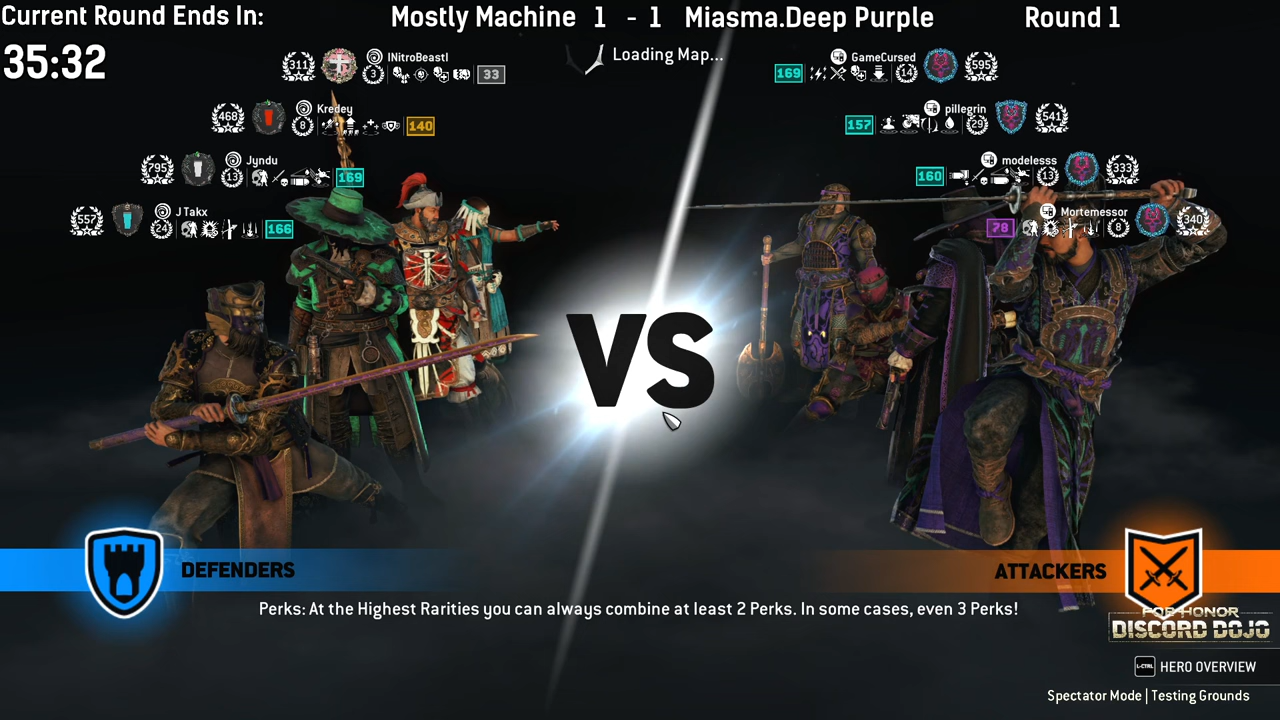 Current Round Ends In:
35:32
Mostly Machine 1 - 1 Miasma.Deep Purple
Round 1
Loading Map...
311 INitroBeastI 3 33
468 Kredey 8 140
795 Jyndu 13 169
557 JTakx 24 166
169 GameCursed 14 595
157 pillegrin 29 541
160 modelesss 13 333
78 Mortemessor 8 340
VS
DEFENDERS
ATTACKERS
Perks: At the Highest Rarities you can always combine at least 2 Perks. In some cases, even 3 Perks!
FOR HONOR
DISCORD DOJO
L-CTRL HERO OVERVIEW
Spectator Mode | Testing Grounds